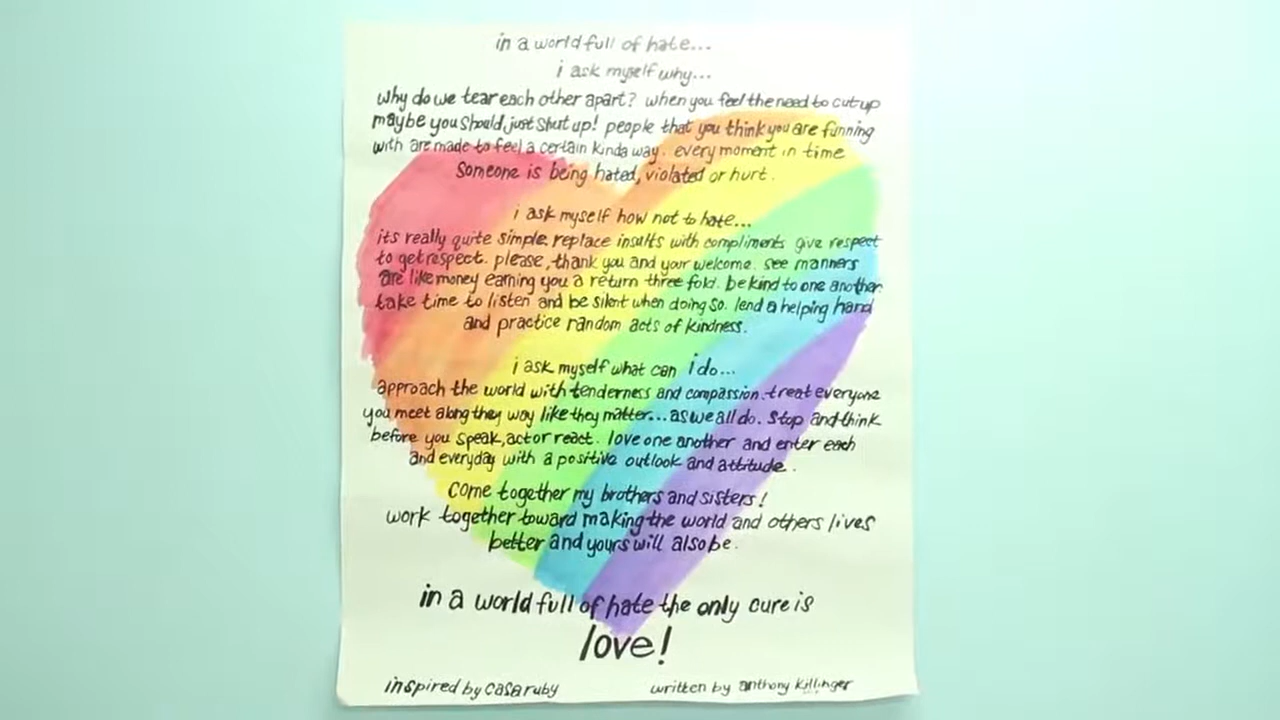 in a world full of hate...
i ask myself why...
why do we tear each other apart? when you feel the need to cut up
maybe you should just shut up! people that you think you are funning
with are made to feel a certain kinda way. every moment in time
someone is being hated, violated or hurt.
i ask myself how not to hate...
its really quite simple. replace insults with compliments give respect
to get respect. please, thank you and your welcome. see manners
are like money earning you a return three fold. be kind to one another
take time to listen and be silent when doing so. lend a helping hand
and practice random acts of kindness.
i ask myself what can i do...
approach the world with tenderness and compassion. treat everyone
you meet along they way like they matter... as we all do. stop and think
before you speak, act or react. love one another and enter each
and everyday with a positive outlook and attitude.
come together my brothers and sisters!
work together toward making the world and others lives
better and yours will also be.
in a world full of hate the only cure is
love!
inspired by casa ruby written by anthony killinger